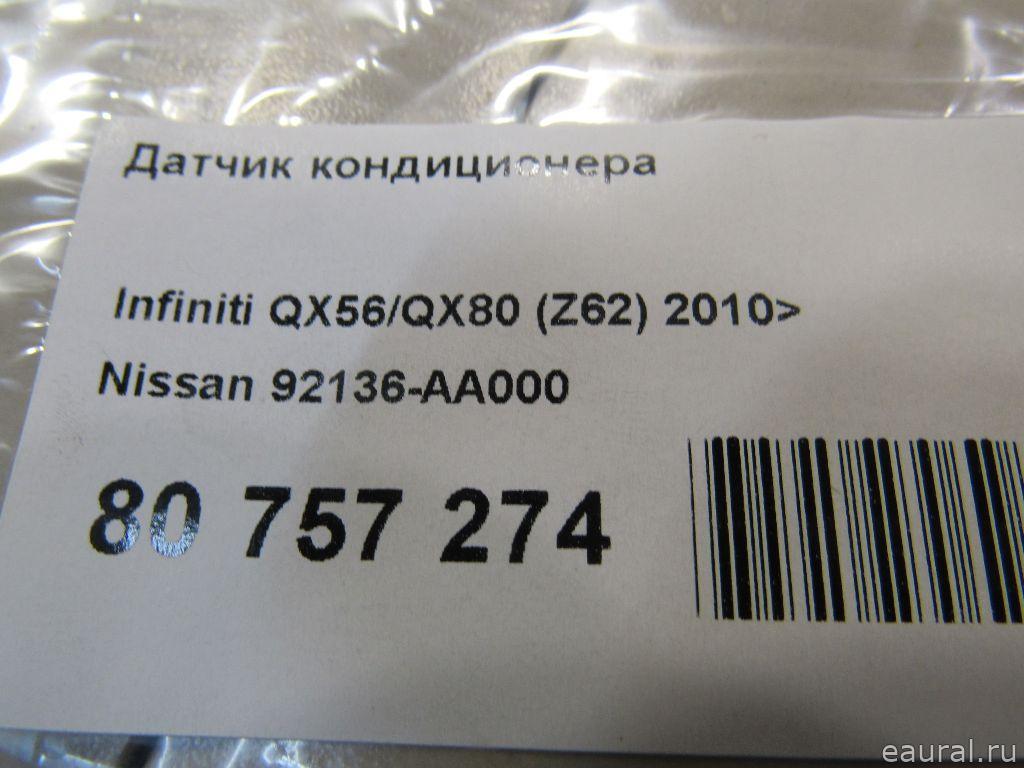 Датчик кондиционера
Infiniti QX56/QX80 (Z62) 2010>
Nissan 92136-AA000
80 757 274
eaural.ru